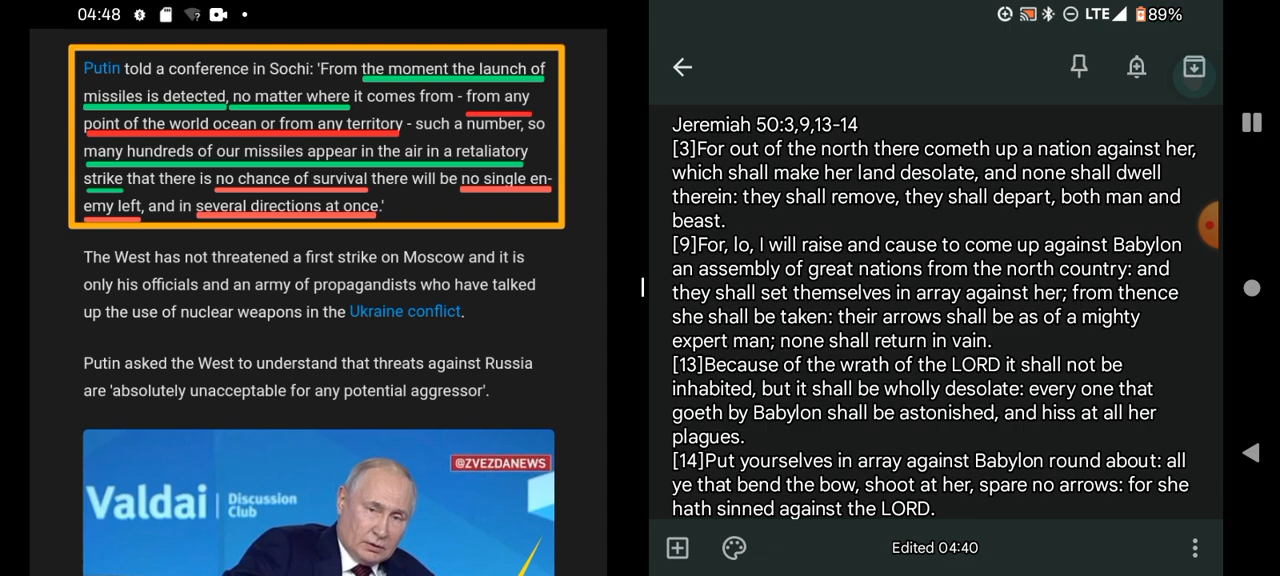 04:48
Putin told a conference in Sochi: 'From the moment the launch of
missiles is detected, no matter where it comes from - from any
point of the world ocean or from any territory - such a number, so
many hundreds of our missiles appear in the air in a retaliatory
strike that there is no chance of survival there will be no single en-
emy left, and in several directions at once.'
The West has not threatened a first strike on Moscow and it is
only his officials and an army of propagandists who have talked
up the use of nuclear weapons in the Ukraine conflict.
Putin asked the West to understand that threats against Russia
are 'absolutely unacceptable for any potential aggressor'.
@ZVEZDANEWS
Valdai | Discussion
Club
LTE 89%
Jeremiah 50:3,9,13-14
[3]For out of the north there cometh up a nation against her,
which shall make her land desolate, and none shall dwell
therein: they shall remove, they shall depart, both man and
beast.
[9]For, lo, I will raise and cause to come up against Babylon
an assembly of great nations from the north country: and
they shall set themselves in array against her; from thence
she shall be taken: their arrows shall be as of a mighty
expert man; none shall return in vain.
[13]Because of the wrath of the LORD it shall not be
inhabited, but it shall be wholly desolate: every one that
goeth by Babylon shall be astonished, and hiss at all her
plagues.
[14]Put yourselves in array against Babylon round about: all
ye that bend the bow, shoot at her, spare no arrows: for she
hath sinned against the LORD.
Edited 04:40